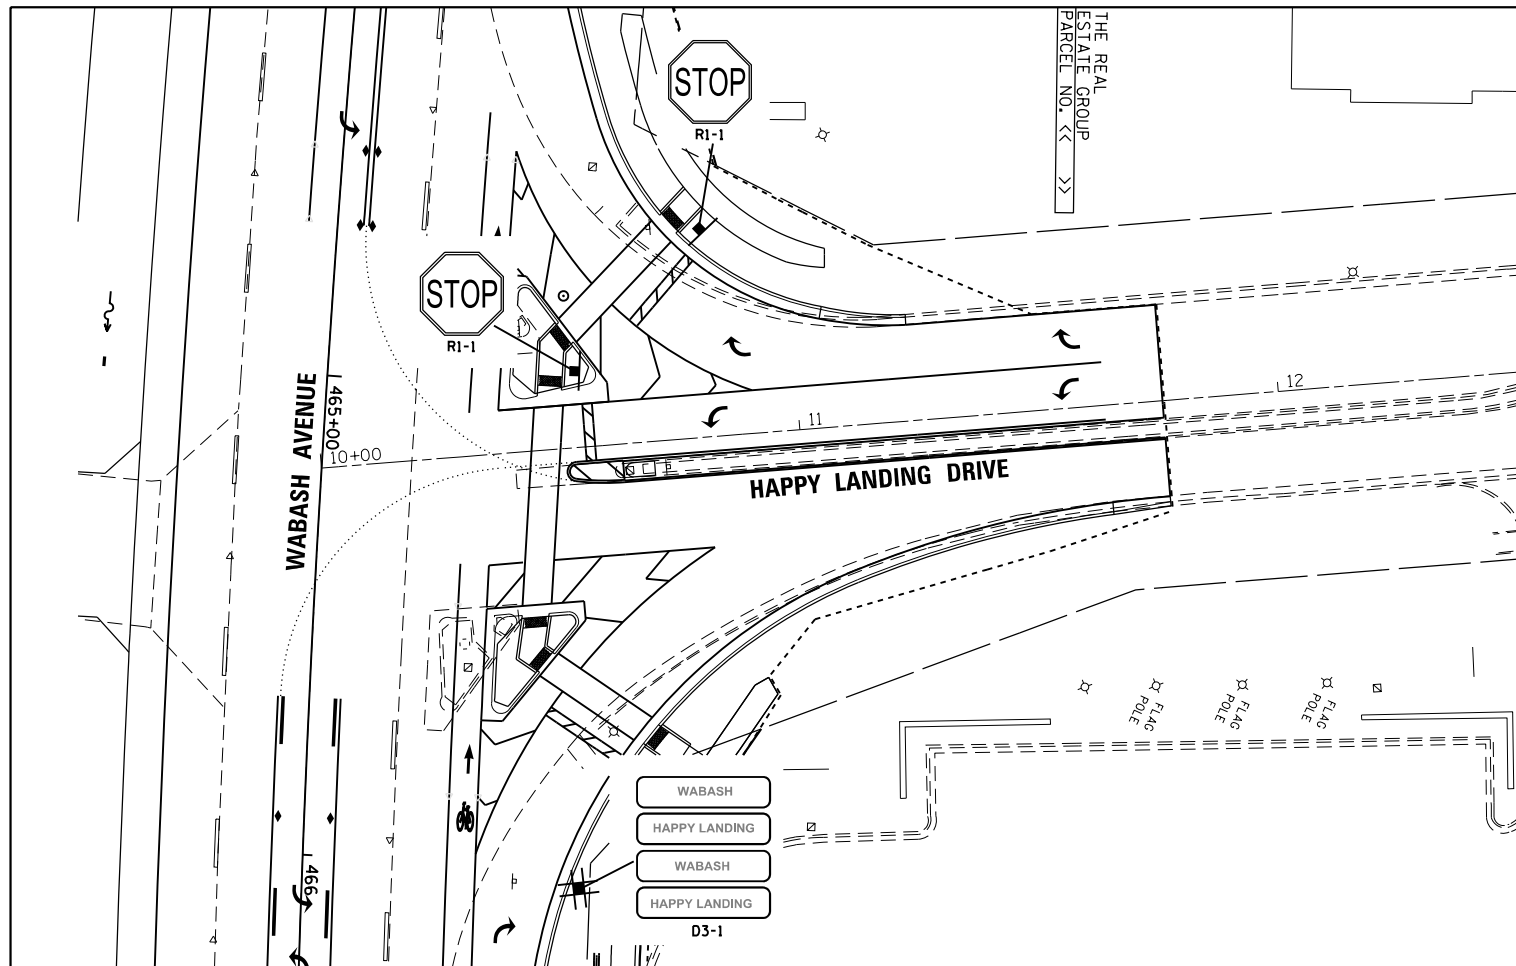 THE REAL
ESTATE GROUP
PARCEL NO. << >>
STOP
R1-1
STOP
R1-1
WABASH AVENUE
465+00
10+00
11
12
HAPPY LANDING DRIVE
FLAG
POLE
FLAG
POLE
FLAG
POLE
466
WABASH
HAPPY LANDING
WABASH
HAPPY LANDING
D3-1